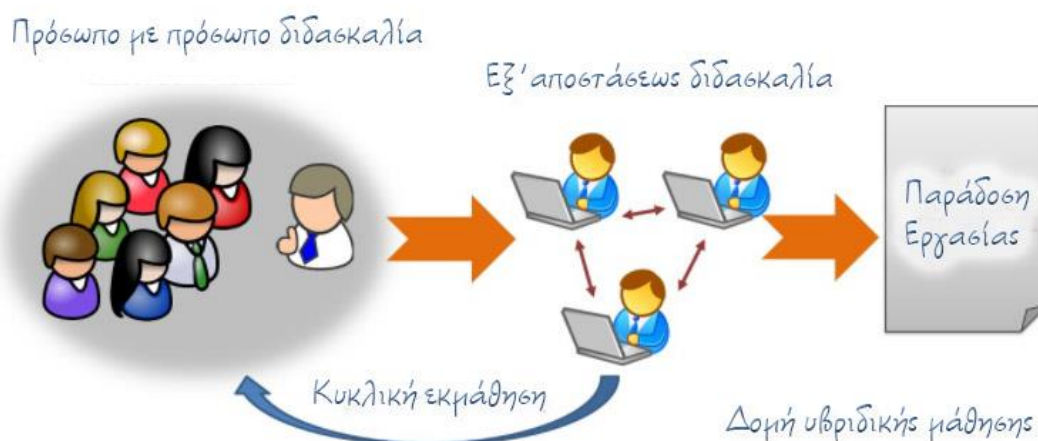 Πρόσωπο με πρόσωπο διδασκαλία
Εξ' αποστάσεως διδασκαλία
Παράδοση
Εργασίας
Κυκλική εκμάθηση
Δομή υβριδικής μάθησης